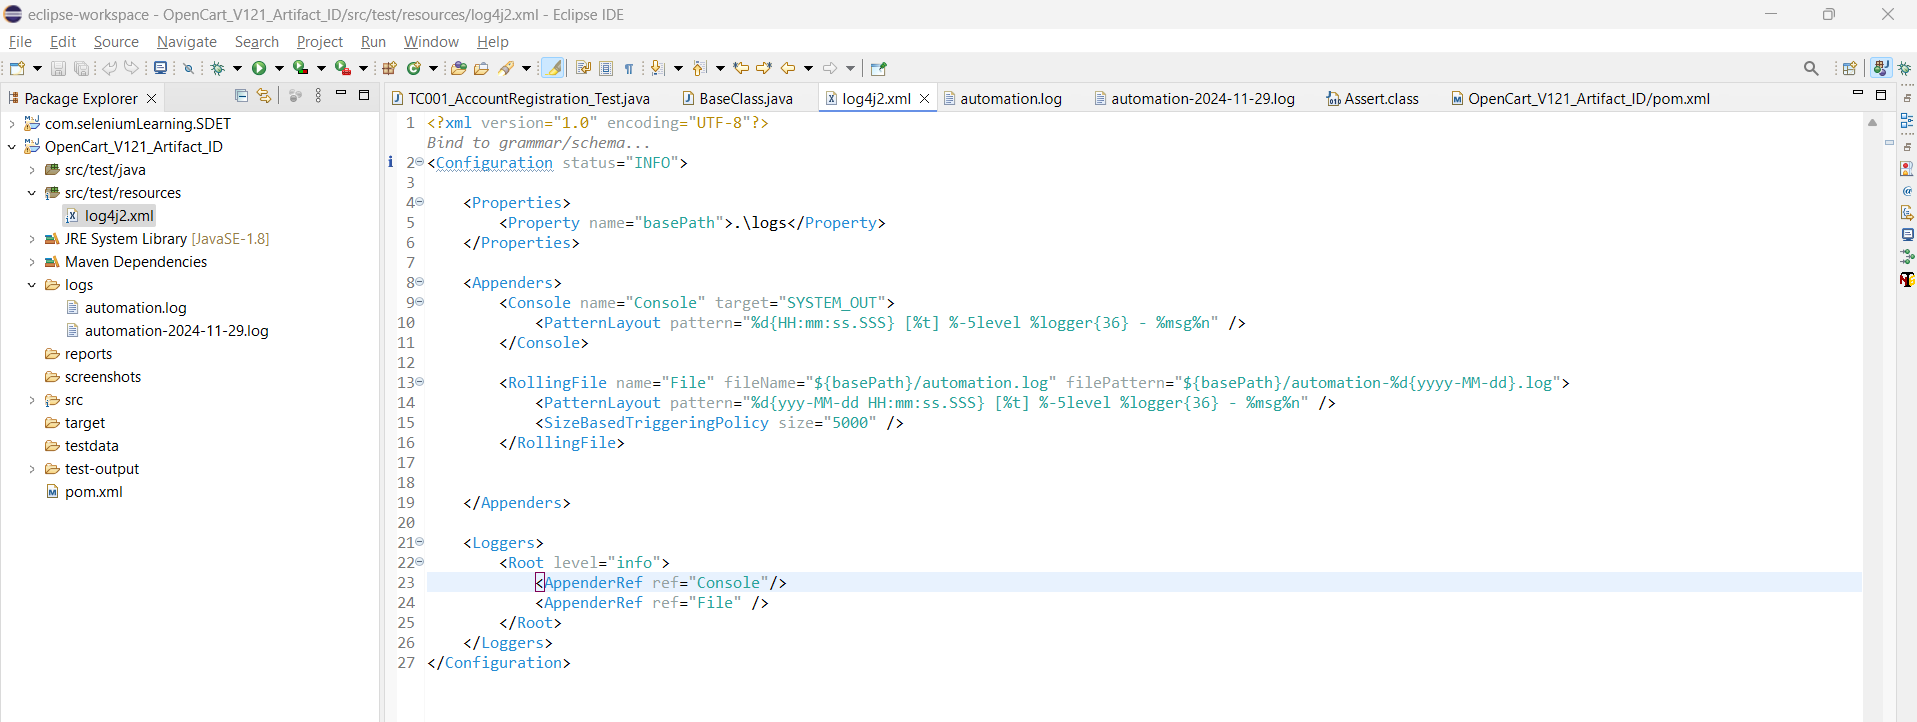 eclipse-workspace - OpenCart_V121_Artifact_ID/src/test/resources/log4j2.xml - Eclipse IDE
File Edit Source Navigate Search Project Run Window Help
Package Explorer
TC001_AccountRegistration_Test.java BaseClass.java log4j2.xml automation.log automation-2024-11-29.log Assert.class OpenCart_V121_Artifact_ID/pom.xml
com.seleniumLearning.SDET
OpenCart_V121_Artifact_ID
src/test/java
src/test/resources
log4j2.xml
JRE System Library [JavaSE-1.8]
Maven Dependencies
logs
automation.log
automation-2024-11-29.log
reports
screenshots
src
target
testdata
test-output
pom.xml
1 <?xml version="1.0" encoding="UTF-8"?>
Bind to grammar/schema...
2 <Configuration status="INFO">
3
4 <Properties>
5 <Property name="basePath">.\logs</Property>
6 </Properties>
7
8 <Appenders>
9 <Console name="Console" target="SYSTEM_OUT">
10 <PatternLayout pattern="%d{HH:mm:ss.SSS} [%t] %-5level %logger{36} - %msg%n" />
11 </Console>
12
13 <RollingFile name="File" fileName="${basePath}/automation.log" filePattern="${basePath}/automation-%d{yyyy-MM-dd}.log">
14 <PatternLayout pattern="%d{yyy-MM-dd HH:mm:ss.SSS} [%t] %-5level %logger{36} - %msg%n" />
15 <SizeBasedTriggeringPolicy size="5000" />
16 </RollingFile>
17
18
19 </Appenders>
20
21 <Loggers>
22 <Root level="info">
23 <AppenderRef ref="Console"/>
24 <AppenderRef ref="File" />
25 </Root>
26 </Loggers>
27 </Configuration>